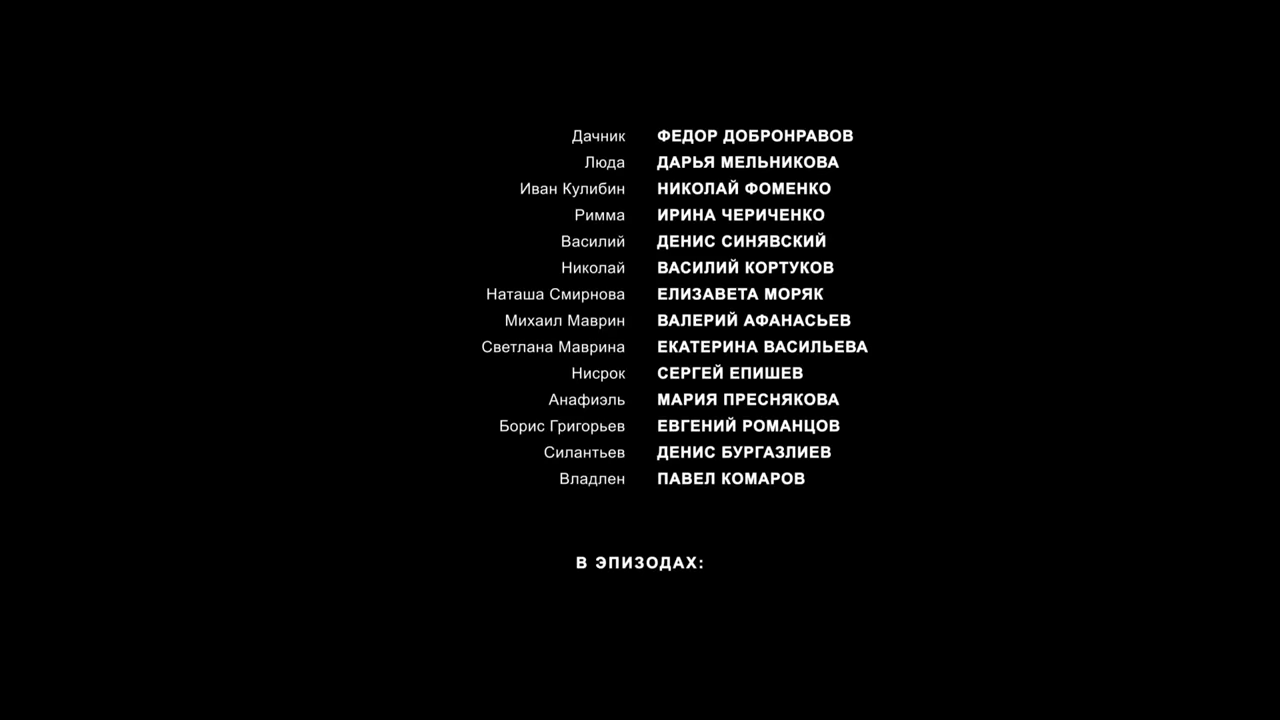 Дачник ФЕДОР ДОБРОНРАВОВ
Люда ДАРЬЯ МЕЛЬНИКОВА
Иван Кулибин НИКОЛАЙ ФОМЕНКО
Римма ИРИНА ЧЕРИЧЕНКО
Василий ДЕНИС СИНЯВСКИЙ
Николай ВАСИЛИЙ КОРТУКОВ
Наташа Смирнова ЕЛИЗАВЕТА МОРЯК
Михаил Маврин ВАЛЕРИЙ АФАНАСЬЕВ
Светлана Маврина ЕКАТЕРИНА ВАСИЛЬЕВА
Нисрок СЕРГЕЙ ЕПИШЕВ
Анафиэль МАРИЯ ПРЕСНЯКОВА
Борис Григорьев ЕВГЕНИЙ РОМАНЦОВ
Силантьев ДЕНИС БУРГАЗЛИЕВ
Владлен ПАВЕЛ КОМАРОВ
В ЭПИЗОДАХ: